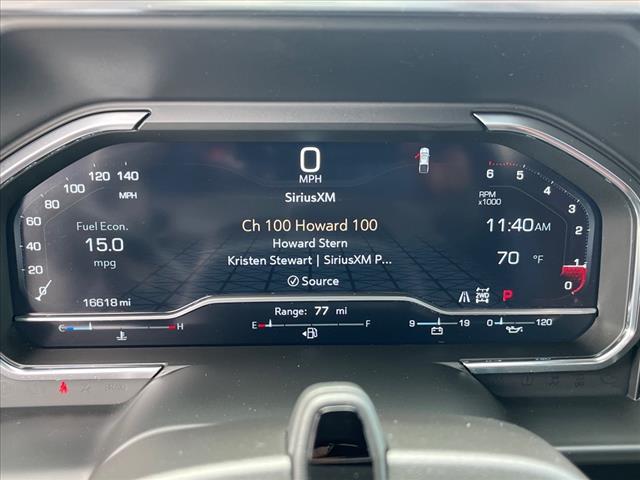 0
MPH
SiriusXM
Ch 100 Howard 100
Howard Stern
Kristen Stewart | SiriusXM P...
Source
20
40
60
80
100
120
140
MPH
Fuel Econ.
15.0
mpg
16618 mi
6
5
4
3
2
1
0
RPM
x1000
11:40 AM
70 °F
2WD
P
Range: 77 mi
C H
E F
9 19
0 120